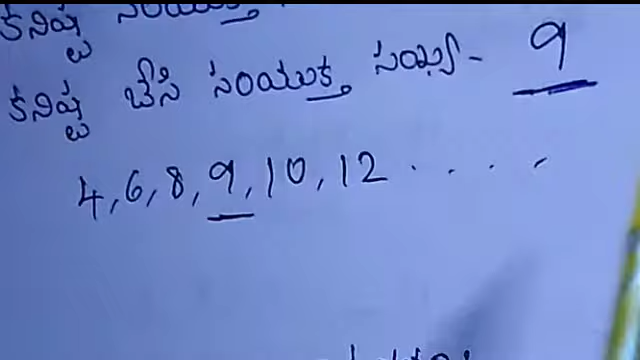 ಕನಿಷ್ಠ ಸಂಯುಕ್ತ
ಕನಿಷ್ಠ ಬೆಸ ಸಂಯುಕ್ತ ಸಂಖ್ಯೆ - 9
4, 6, 8, 9, 10, 12 . . . .